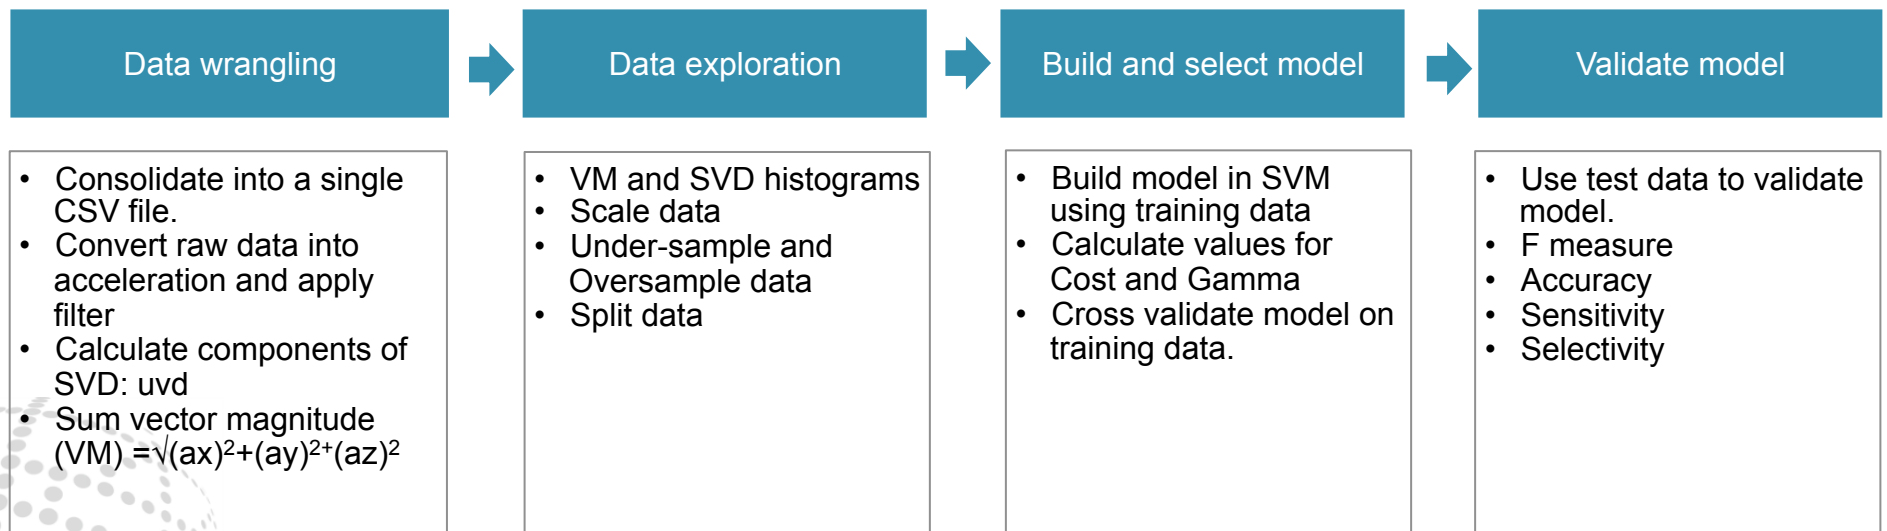 Data wrangling
Data exploration
Build and select model
Validate model
• Consolidate into a single
CSV file.
• Convert raw data into
acceleration and apply
filter
• Calculate components of
SVD: uvd
• Sum vector magnitude
(VM) =√(ax)²+(ay)²⁺(az)²
• VM and SVD histograms
• Scale data
• Under-sample and
Oversample data
• Split data
• Build model in SVM
using training data
• Calculate values for
Cost and Gamma
• Cross validate model on
training data.
• Use test data to validate
model.
• F measure
• Accuracy
• Sensitivity
• Selectivity